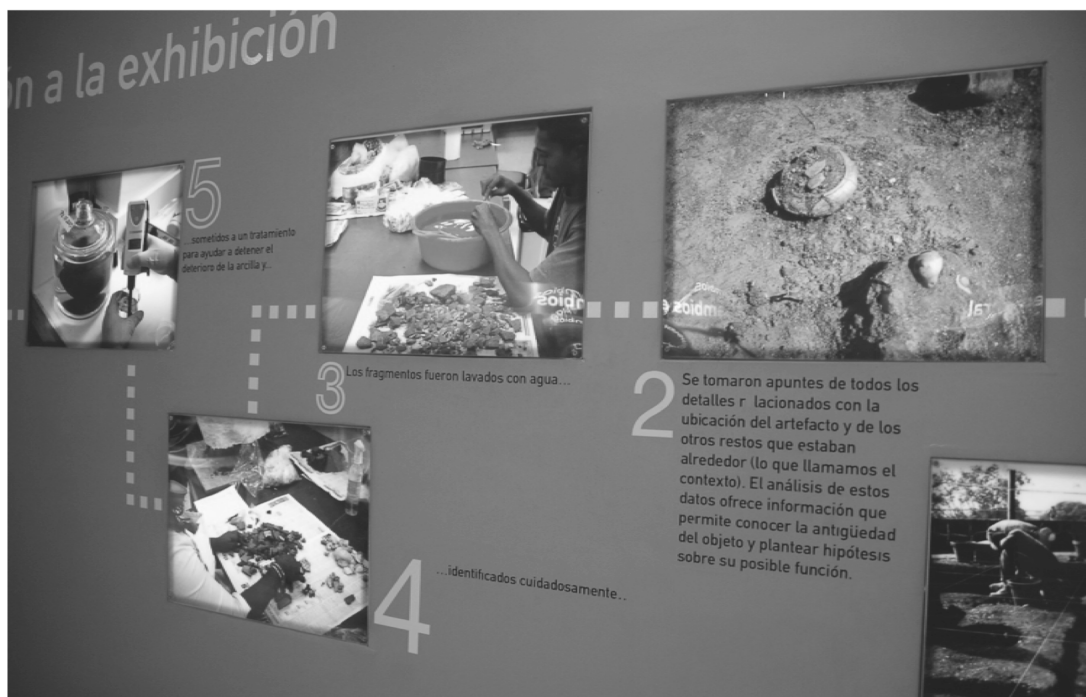 ón a la exhibición
5
...sometidos a un tratamiento
para ayudar a detener el
deterioro de la arcilla y...
3
Los fragmentos fueron lavados con agua...
2
Se tomaron apuntes de todos los
detalles r lacionados con la
ubicación del artefacto y de los
otros restos que estaban
alrededor (lo que llamamos el
contexto). El análisis de estos
datos ofrece información que
permite conocer la antigüedad
del objeto y plantear hipótesis
sobre su posible función.
4
...identificados cuidadosamente..